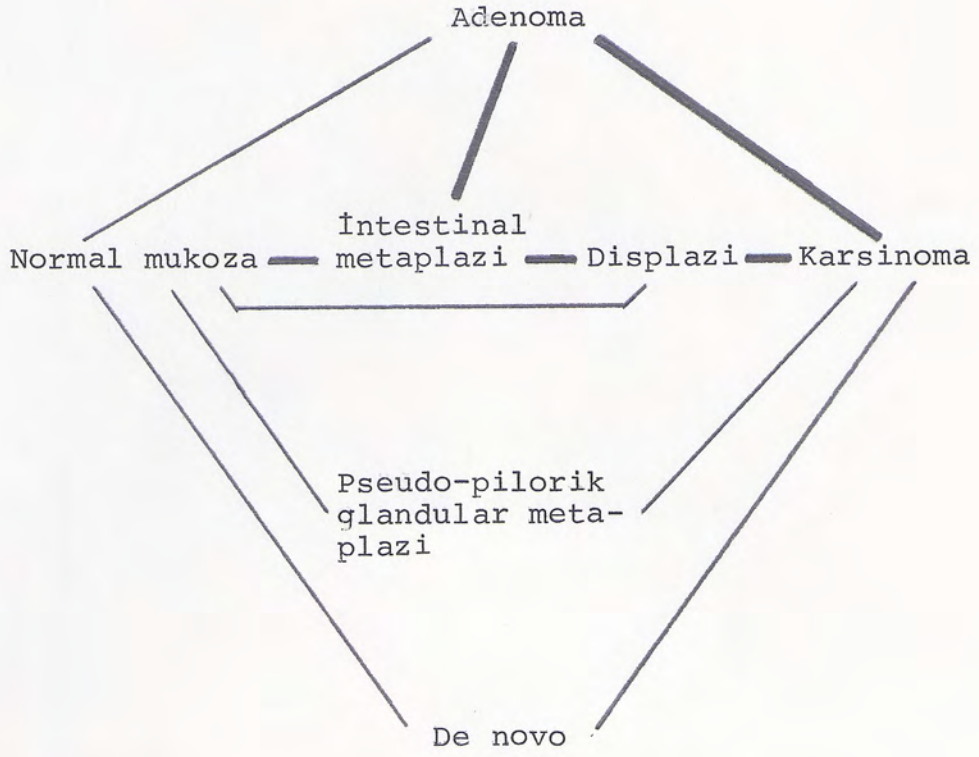 Adenoma
İntestinal
Normal mukoza metaplazi Displazi Karsinoma
Pseudo-pilorik
glandular meta-
plazi
De novo